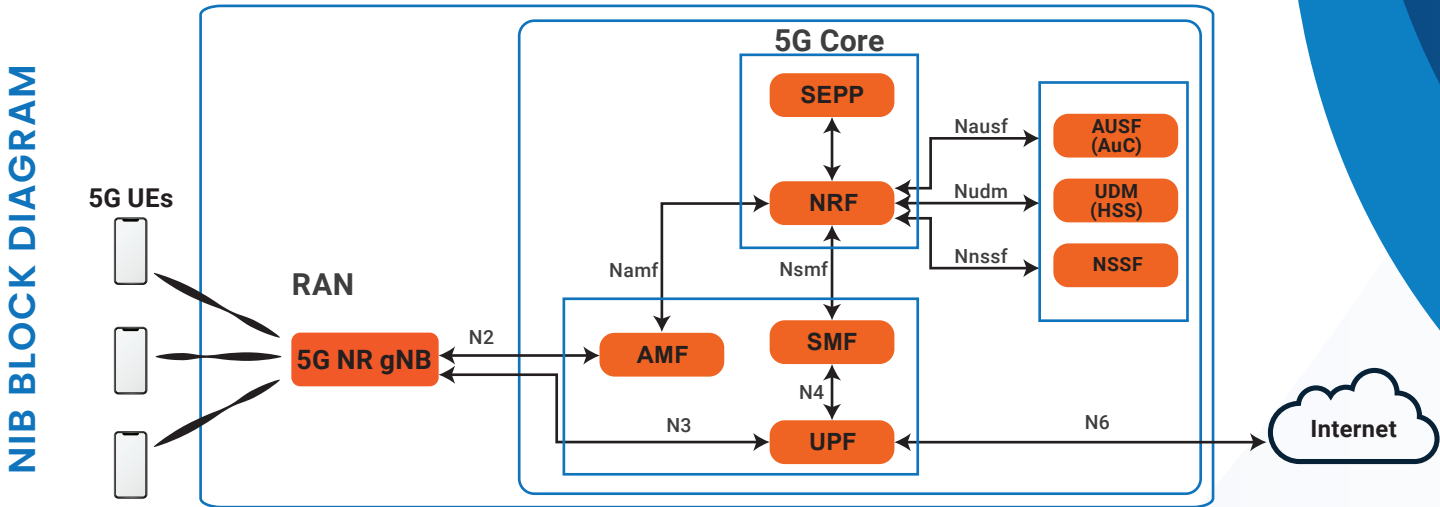 NIB BLOCK DIAGRAM
5G Core
SEPP
Nausf
AUSF
(AuC)
5G UEs
NRF
Nudm
UDM
(HSS)
Namf
Nsmf
Nnssf
NSSF
RAN
5G NR gNB
N2
AMF
SMF
N4
N3
UPF
N6
Internet